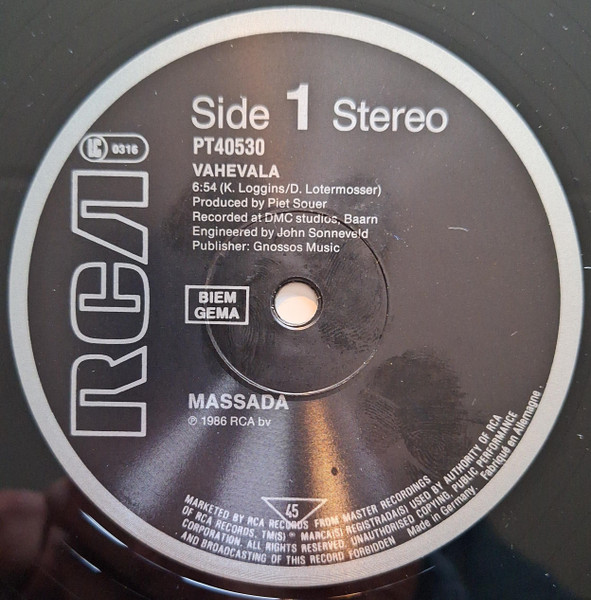 Side 1 Stereo
PT40530
LC 0316
RCA
VAHEVALA
6:54 (K. Loggins/D. Lotermosser)
Produced by Piet Souer
Recorded at DMC studios, Baarn
Engineered by John Sonneveld
Publisher: Gnossos Music
BIEM
GEMA
MASSADA
℗ 1986 RCA bv
45
MARKETED BY RCA RECORDS FROM MASTER RECORDINGS
OF RCA RECORDS. TM(S) ® MARCA(S) REGISTRADA(S) USED BY AUTHORITY OF RCA
CORPORATION. ALL RIGHTS RESERVED. UNAUTHORISED COPYING, PUBLIC PERFORMANCE
AND BROADCASTING OF THIS RECORD FORBIDDEN Made in Germany. Fabriqué en Allemagne.